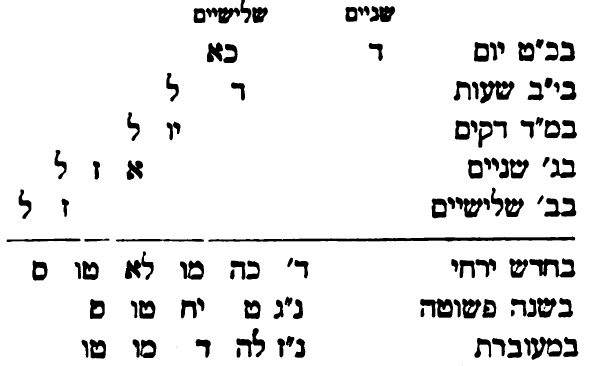 שניים שלישיים
בכ"ט יום ד כא
בי"ב שעות ד ל
במ"ד דקים יו ל
בג' שניים א ז ל
בב' שלישיים ז ל
בחדש ירחי ד' כה מו לא טו ם
בשנה פשוטה נ"ג ט יח טו ם
במעוברת נ"ז לה ד מו טו